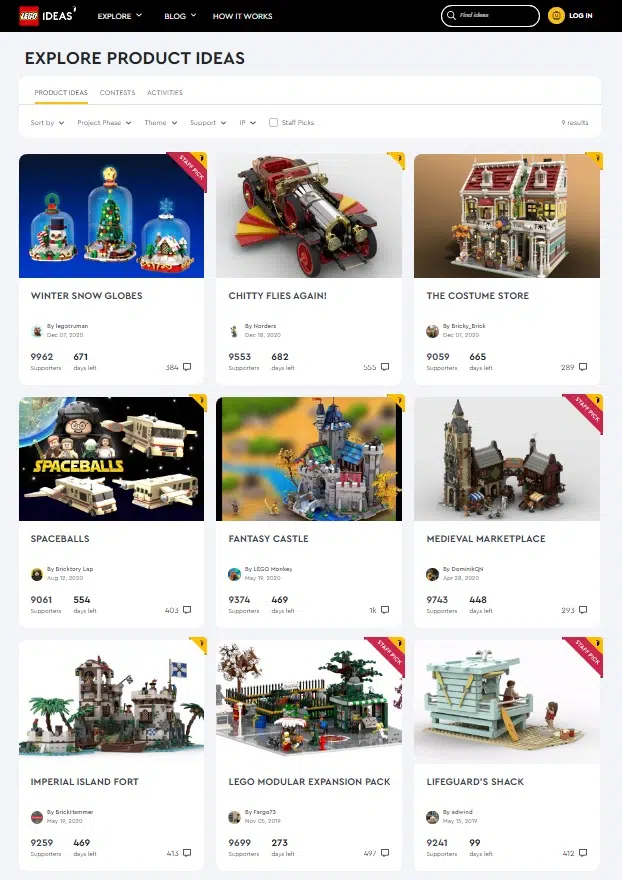 LEGO IDEAS EXPLORE BLOG HOW IT WORKS Find ideas LOG IN
EXPLORE PRODUCT IDEAS
PRODUCT IDEAS CONTESTS ACTIVITIES
Sort by Project Phase Theme Support IP Staff Picks 9 results
STAFF PICK
WINTER SNOW GLOBES
By legotruman
Dec 07, 2020
9962 671
Supporters days left 384
CHITTY FLIES AGAIN!
By Norders
Dec 18, 2020
9553 682
Supporters days left 555
THE COSTUME STORE
By Bricky_Brick
Dec 01, 2020
9059 665
Supporters days left 289
SPACEBALLS
SPACEBALLS
By Bricktory Lap
Aug 12, 2020
9061 554
Supporters days left 403
FANTASY CASTLE
By LEGO Monkey
May 19, 2020
9374 469
Supporters days left 1k
STAFF PICK
MEDIEVAL MARKETPLACE
By DominikQN
Apr 28, 2020
9743 448
Supporters days left 293
IMPERIAL ISLAND FORT
By BrickHammer
May 19, 2020
9259 469
Supporters days left 413
STAFF PICK
LEGO MODULAR EXPANSION PACK
By Fargo73
Nov 05, 2019
9699 273
Supporters days left 497
STAFF PICK
LIFEGUARD'S SHACK
By sdwind
May 15, 2019
9241 99
Supporters days left 412